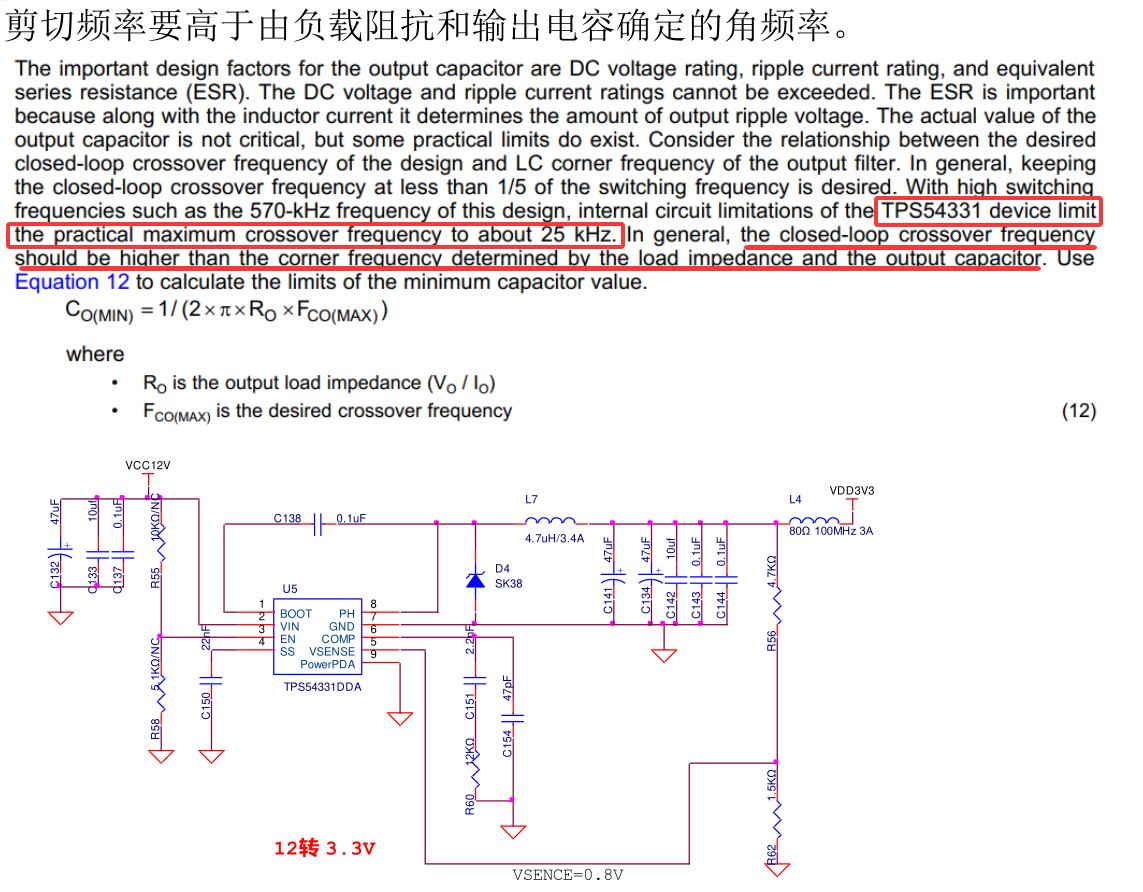 剪切频率要高于由负载阻抗和输出电容确定的角频率。
The important design factors for the output capacitor are DC voltage rating, ripple current rating, and equivalent
series resistance (ESR). The DC voltage and ripple current ratings cannot be exceeded. The ESR is important
because along with the inductor current it determines the amount of output ripple voltage. The actual value of the
output capacitor is not critical, but some practical limits do exist. Consider the relationship between the desired
closed-loop crossover frequency of the design and LC corner frequency of the output filter. In general, keeping
the closed-loop crossover frequency at less than 1/5 of the switching frequency is desired. With high switching
frequencies such as the 570-kHz frequency of this design, internal circuit limitations of the TPS54331 device limit
the practical maximum crossover frequency to about 25 kHz. In general, the closed-loop crossover frequency
should be higher than the corner frequency determined by the load impedance and the output capacitor. Use
Equation 12 to calculate the limits of the minimum capacitor value.
C_O(MIN) = 1/ (2 × π × R_O × F_CO(MAX))
where
• R_O is the output load impedance (V_O / I_O)
• F_CO(MAX) is the desired crossover frequency
(12)
VCC12V
47uF
C132
10uf
C133
0.1uF
C137
10KΩ/NC
R55
5.1KΩ/NC
R58
22nF
C150
C138
0.1uF
U5
1
2
3
4
BOOT
VIN
EN
SS
PH
GND
COMP
VSENSE
PowerPDA
8
7
6
5
9
TPS54331DDA
D4
SK38
L7
4.7uH/3.4A
47uF
C141
47uF
C134
10uf
C142
0.1uF
C143
0.1uF
C144
L4
80Ω 100MHz 3A
VDD3V3
4.7KΩ
R56
1.5KΩ
R62
2.2nF
C151
12KΩ
R60
47pF
C154
12转 3.3V
VSENCE=0.8V